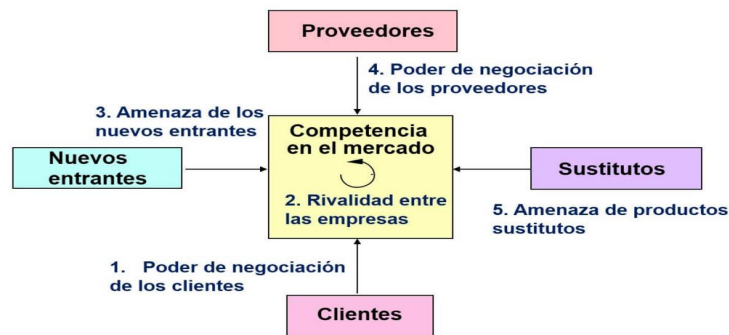 Proveedores
4. Poder de negociación
de los proveedores
3. Amenaza de los
nuevos entrantes
Competencia
en el mercado
Nuevos
entrantes
Sustitutos
2. Rivalidad entre
las empresas
5. Amenaza de productos
sustitutos
1. Poder de negociación
de los clientes
Clientes